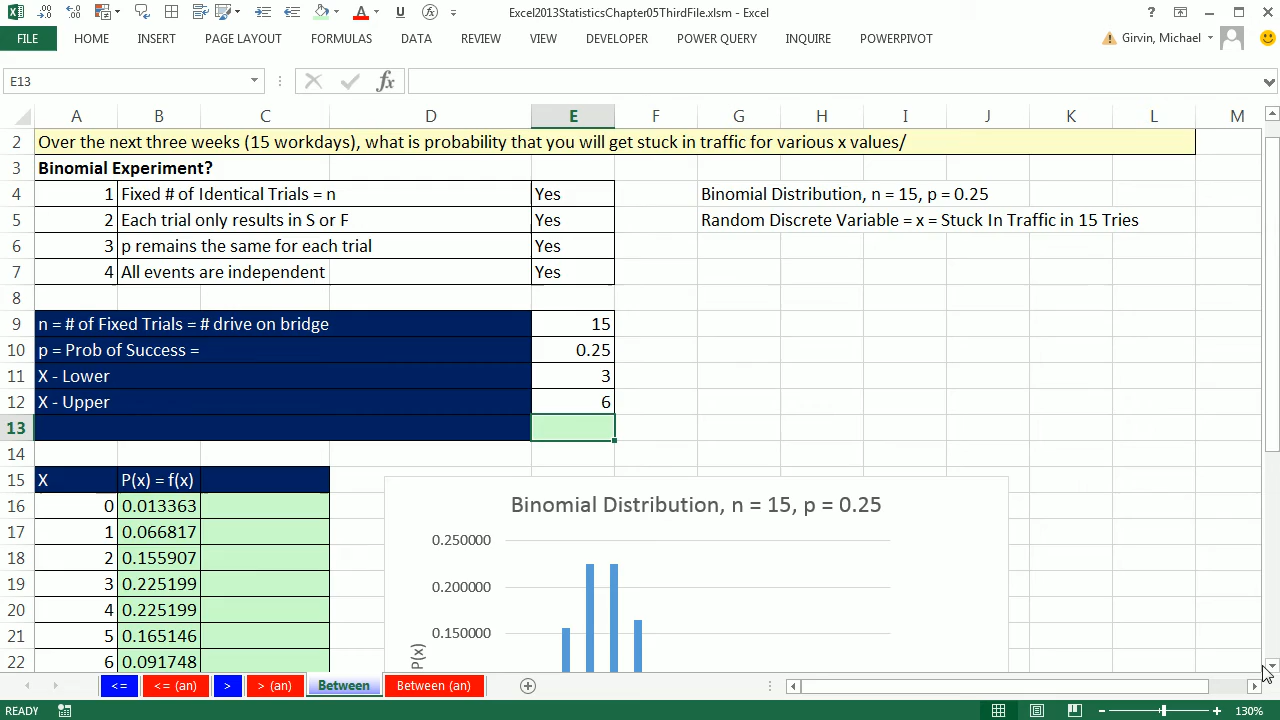 Excel2013StatisticsChapter05ThirdFile.xlsm - Excel
FILE HOME INSERT PAGE LAYOUT FORMULAS DATA REVIEW VIEW DEVELOPER POWER QUERY INQUIRE POWERPIVOT Girvin, Michael
E13 fx
A B C D E F G H I J K L M
2 Over the next three weeks (15 workdays), what is probability that you will get stuck in traffic for various x values/
3 Binomial Experiment?
4 1 Fixed # of Identical Trials = n Yes Binomial Distribution, n = 15, p = 0.25
5 2 Each trial only results in S or F Yes Random Discrete Variable = x = Stuck In Traffic in 15 Tries
6 3 p remains the same for each trial Yes
7 4 All events are independent Yes
8
9 n = # of Fixed Trials = # drive on bridge 15
10 p = Prob of Success = 0.25
11 X - Lower 3
12 X - Upper 6
13
14
15 X P(x) = f(x)
16 0 0.013363
17 1 0.066817
18 2 0.155907
19 3 0.225199
20 4 0.225199
21 5 0.165146
22 6 0.091748
Binomial Distribution, n = 15, p = 0.25
0.250000
0.200000
0.150000
P(x)
<= <= (an) > > (an) Between Between (an)
READY 130%